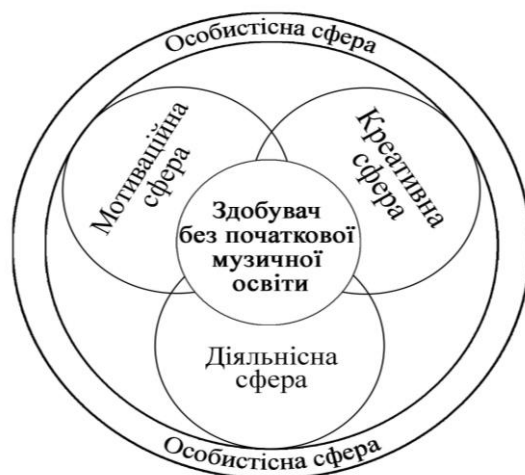 Особистісна сфера
Мотиваційна
сфера
Креативна
сфера
Здобувач
без початкової
музичної
освіти
Діяльнісна
сфера
Особистісна сфера